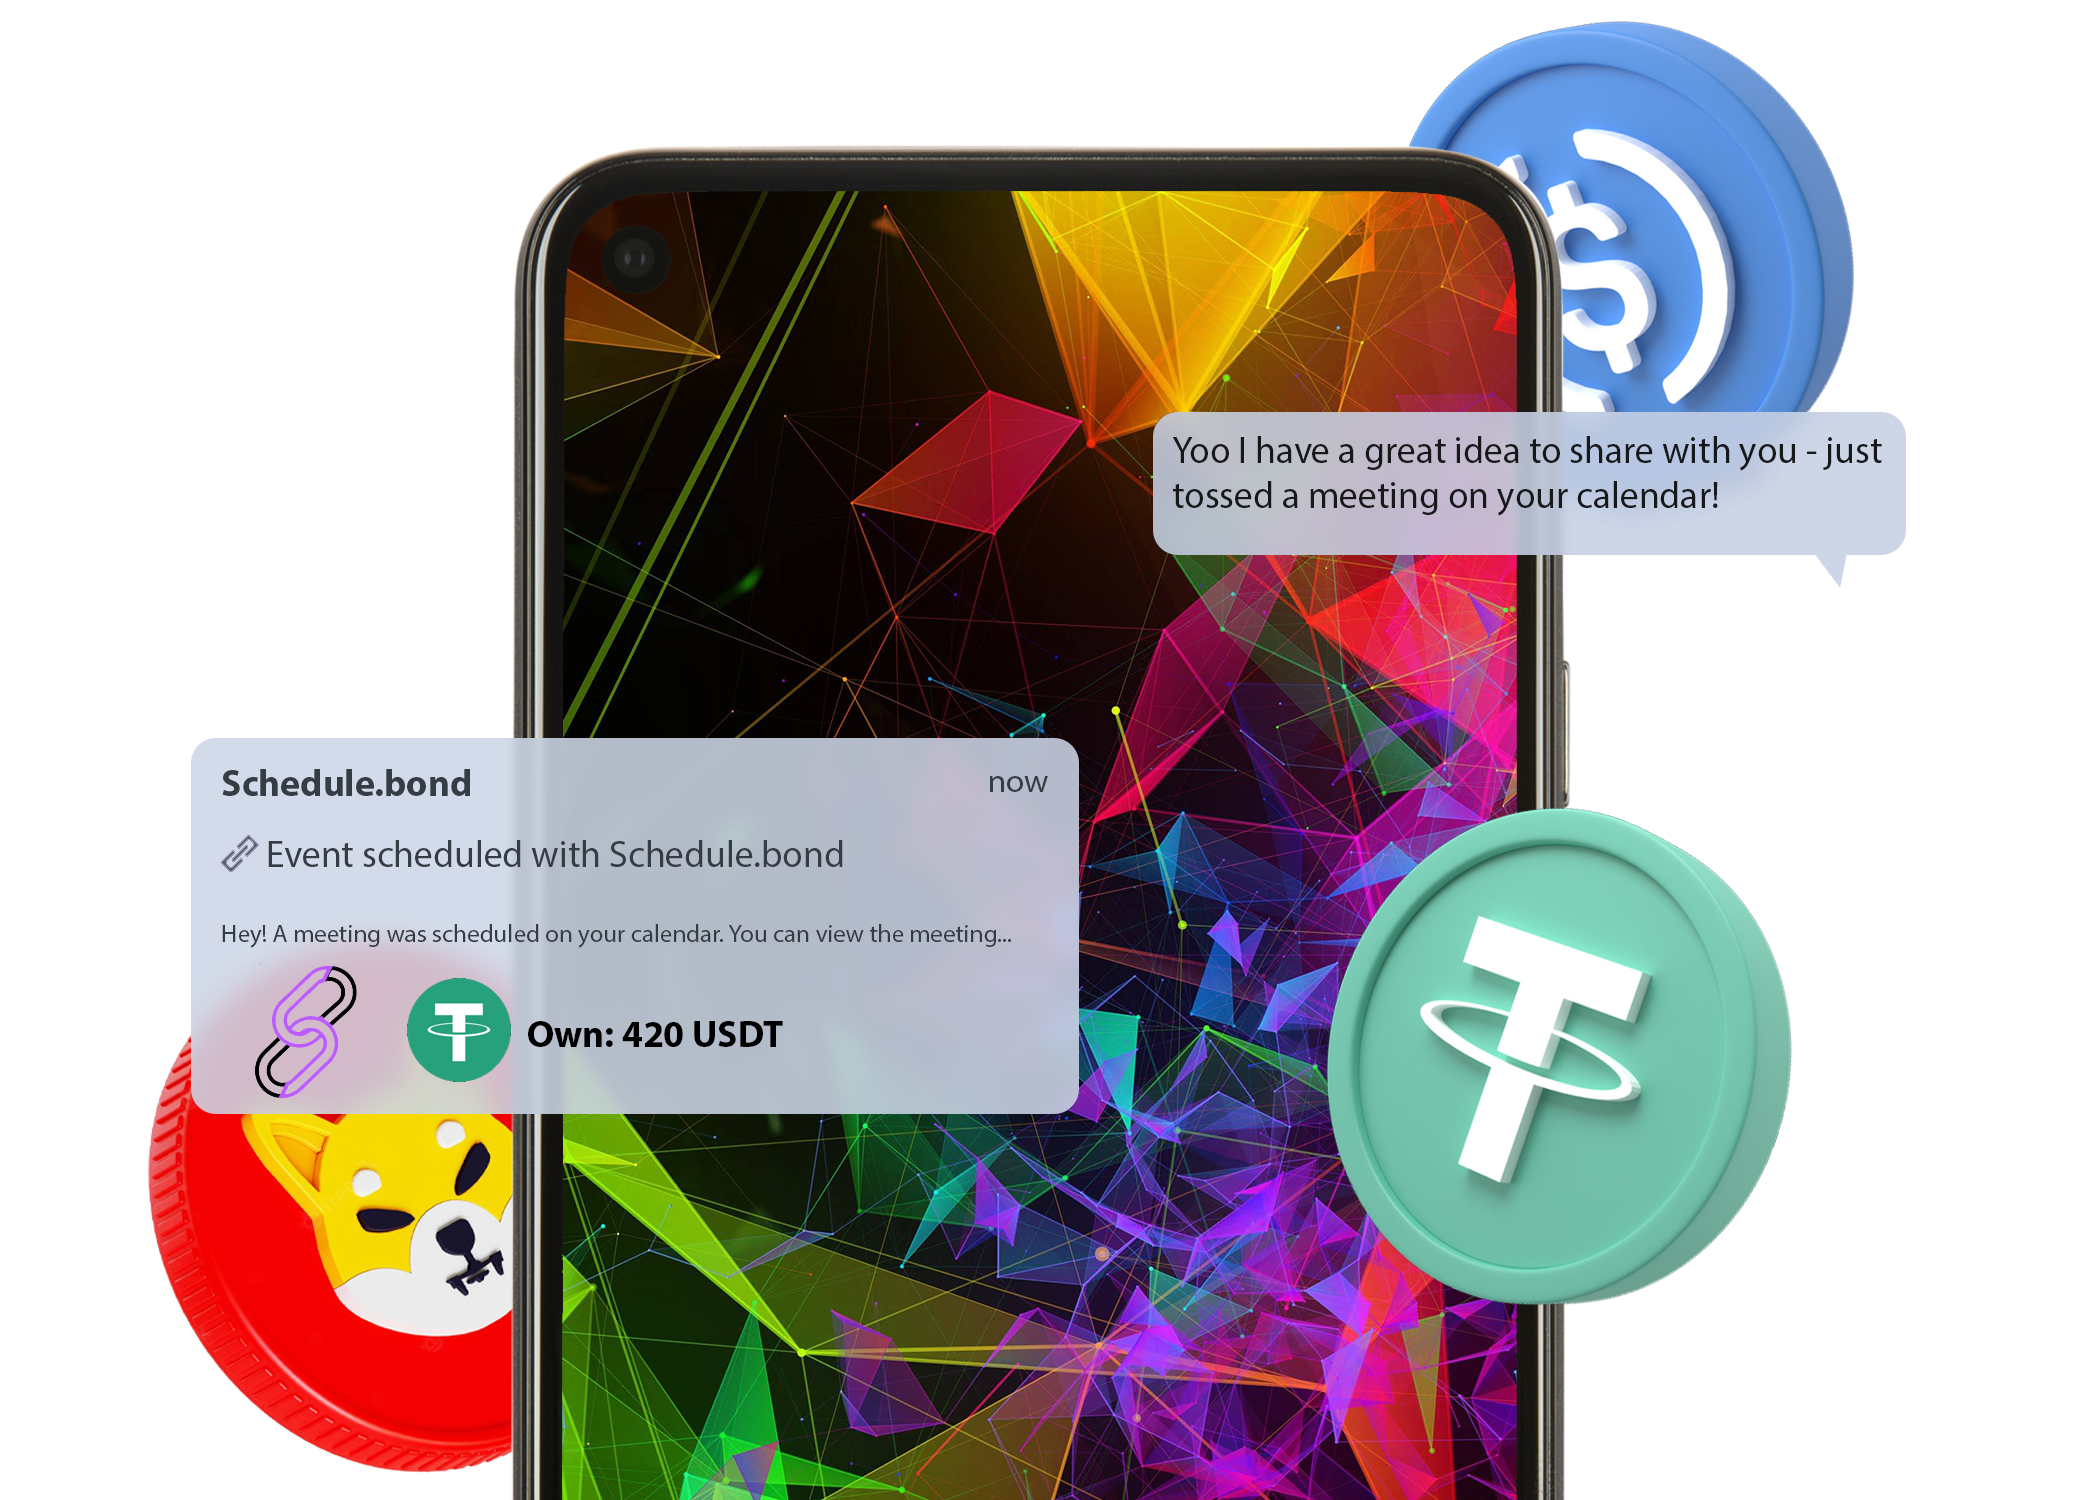 Yoo I have a great idea to share with you - just
tossed a meeting on your calendar!
Schedule.bond
now
Event scheduled with Schedule.bond
Hey! A meeting was scheduled on your calendar. You can view the meeting...
Own: 420 USDT